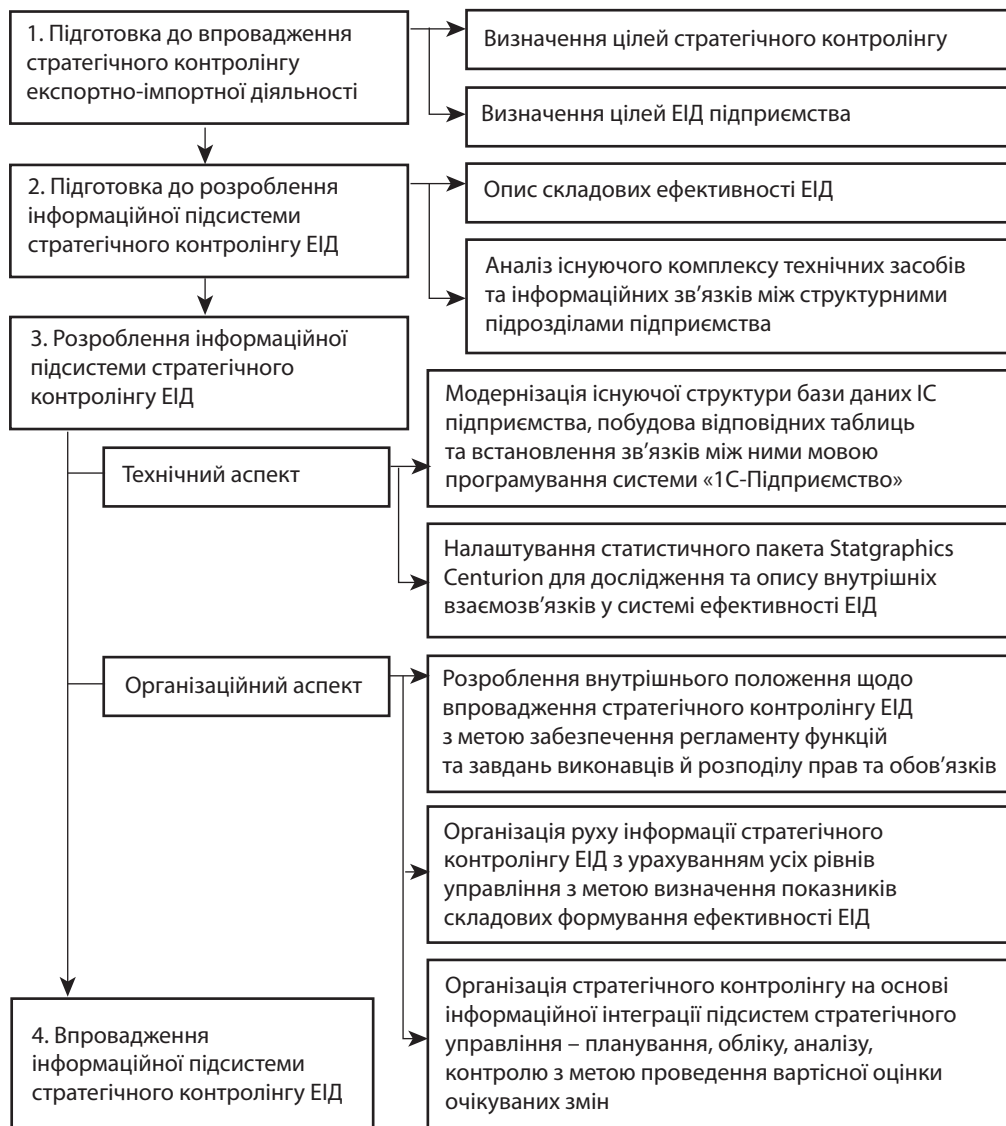 1. Підготовка до впровадження
стратегічного контролінгу
експортно-імпортної діяльності
Визначення цілей стратегічного контролінгу
Визначення цілей ЕІД підприємства
2. Підготовка до розроблення
інформаційної підсистеми
стратегічного контролінгу ЕІД
Опис складових ефективності ЕІД
Аналіз існуючого комплексу технічних засобів
та інформаційних зв’язків між структурними
підрозділами підприємства
3. Розроблення інформаційної
підсистеми стратегічного
контролінгу ЕІД
Технічний аспект
Модернізація існуючої структури бази даних ІС
підприємства, побудова відповідних таблиць
та встановлення зв’язків між ними мовою
програмування системи «1С-Підприємство»
Налаштування статистичного пакета Statgraphics
Centurion для дослідження та опису внутрішніх
взаємозв’язків у системі ефективності ЕІД
Організаційний аспект
Розроблення внутрішнього положення щодо
впровадження стратегічного контролінгу ЕІД
з метою забезпечення регламенту функцій
та завдань виконавців й розподілу прав та обов’язків
Організація руху інформації стратегічного
контролінгу ЕІД з урахуванням усіх рівнів
управління з метою визначення показників
складових формування ефективності ЕІД
Організація стратегічного контролінгу на основі
інформаційної інтеграції підсистем стратегічного
управління – планування, обліку, аналізу,
контролю з метою проведення вартісної оцінки
очікуваних змін
4. Впровадження
інформаційної підсистеми
стратегічного контролінгу ЕІД